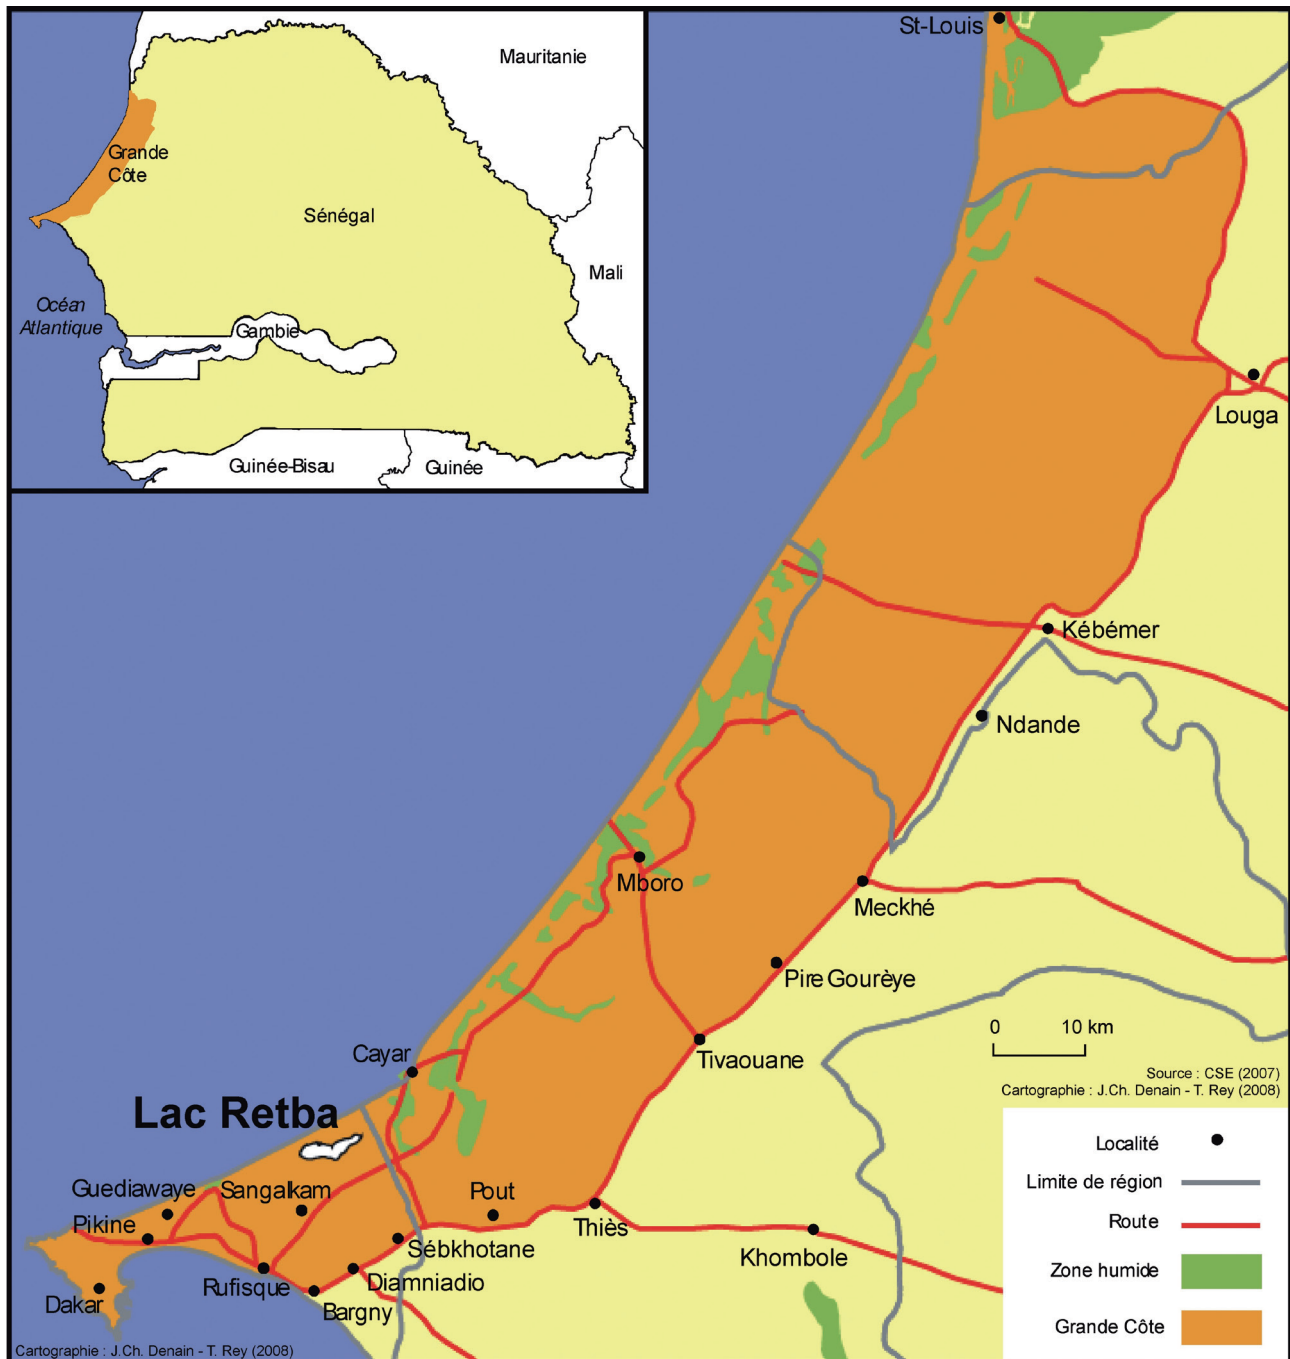 Mauritanie
Grande
Côte
Sénégal
Mali
Océan
Atlantique
Gambie
Guinée-Bisau
Guinée
St-Louis
Louga
Kébémer
Ndande
Mboro
Meckhé
Pire Gourèye
Tivaouane
Cayar
Lac Retba
Guediawaye
Sangalkam
Pout
Pikine
Thiès
Sébkhotane
Khombole
Rufisque
Diamniadio
Dakar
Bargny
0 10 km
Source : CSE (2007)
Cartographie : J.Ch. Denain - T. Rey (2008)
Localité
Limite de région
Route
Zone humide
Grande Côte
Cartographie : J.Ch. Denain - T. Rey (2008)